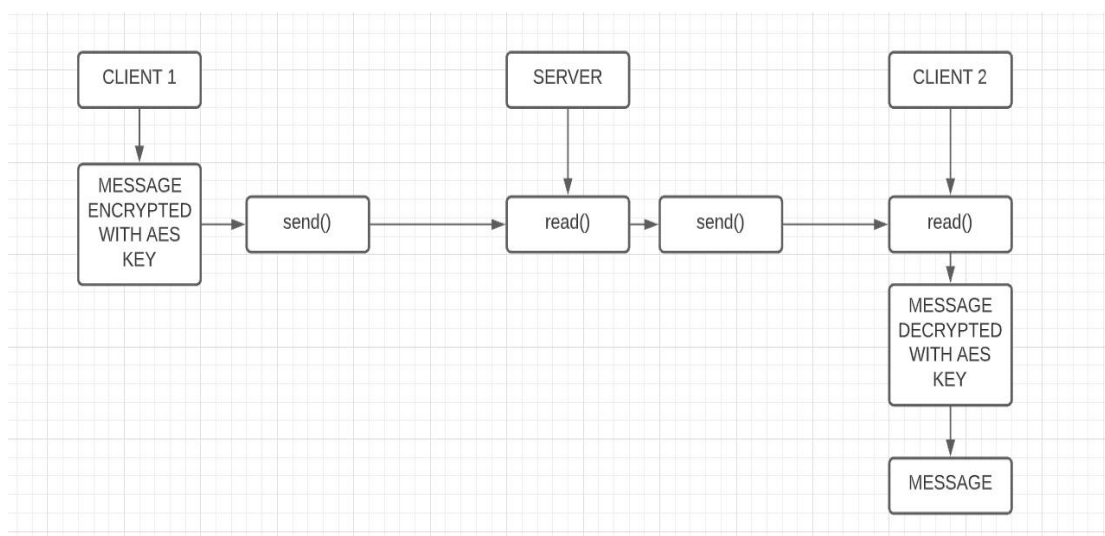 CLIENT 1
SERVER
CLIENT 2
MESSAGE
ENCRYPTED
WITH AES
KEY
send()
read()
send()
read()
MESSAGE
DECRYPTED
WITH AES
KEY
MESSAGE